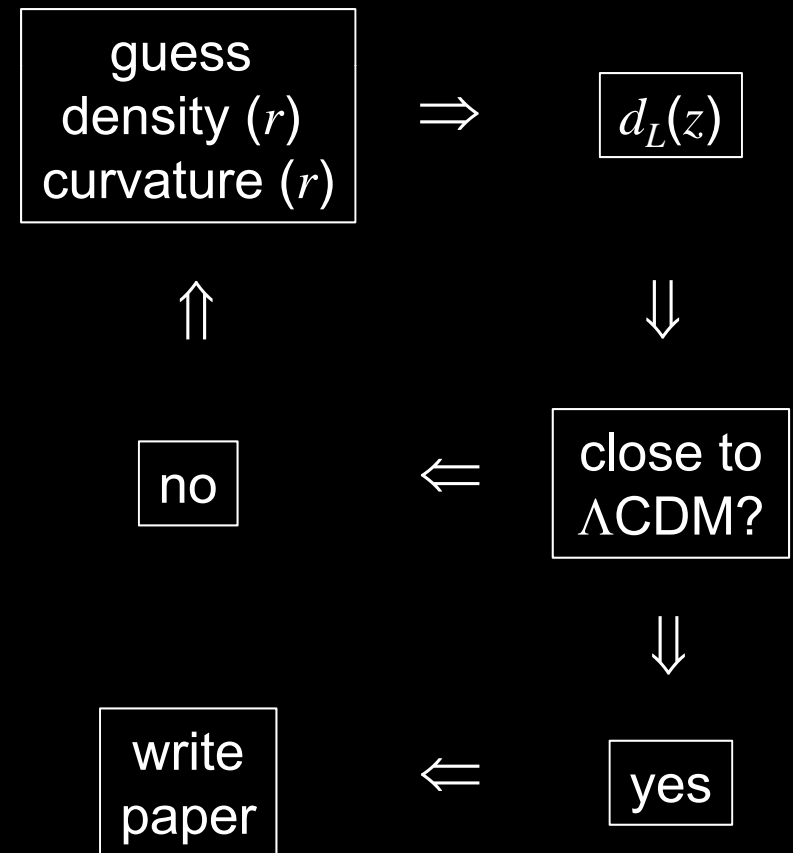 guess
density (r)
curvature (r)
⇒
d_L(z)
⇑
⇓
no
⇐
close to
ΛCDM?
⇓
write
paper
⇐
yes